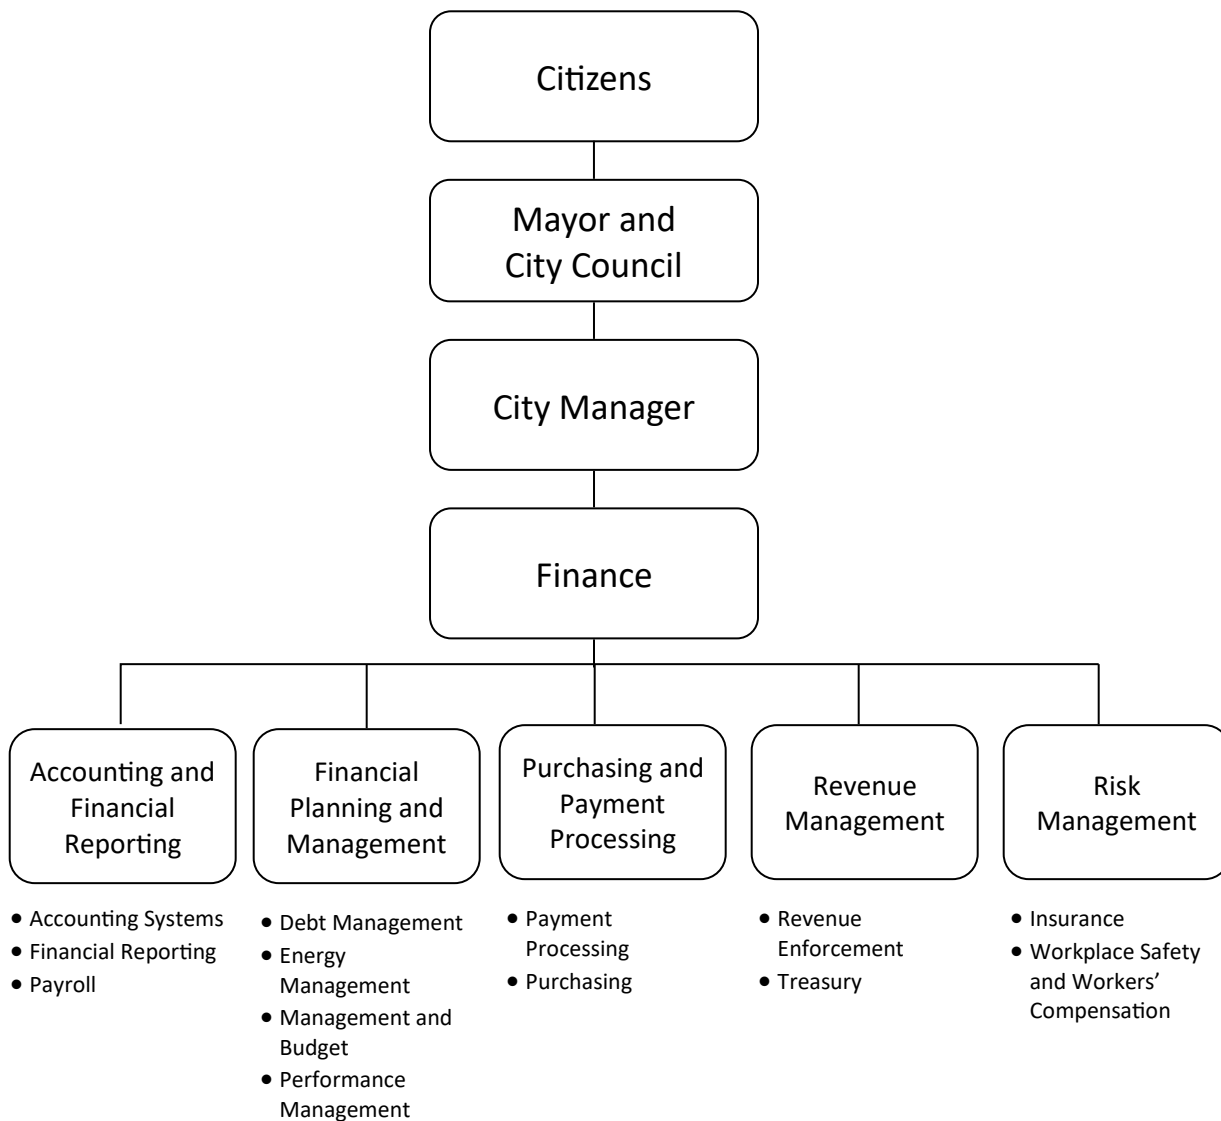 Citizens
Mayor and
City Council
City Manager
Finance
Accounting and
Financial
Reporting
Financial
Planning and
Management
Purchasing and
Payment
Processing
Revenue
Management
Risk
Management
• Accounting Systems
• Financial Reporting
• Payroll
• Debt Management
• Energy
Management
• Management and
Budget
• Performance
Management
• Payment
Processing
• Purchasing
• Revenue
Enforcement
• Treasury
• Insurance
• Workplace Safety
and Workers’
Compensation